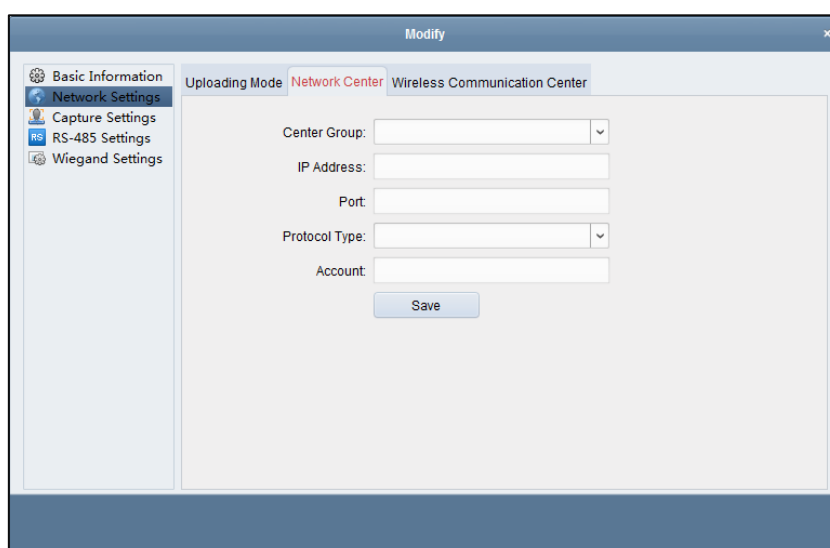 Modify
×
Basic Information
Network Settings
Capture Settings
RS RS-485 Settings
Wiegand Settings
Uploading Mode Network Center Wireless Communication Center
Center Group:
IP Address:
Port:
Protocol Type:
Account:
Save